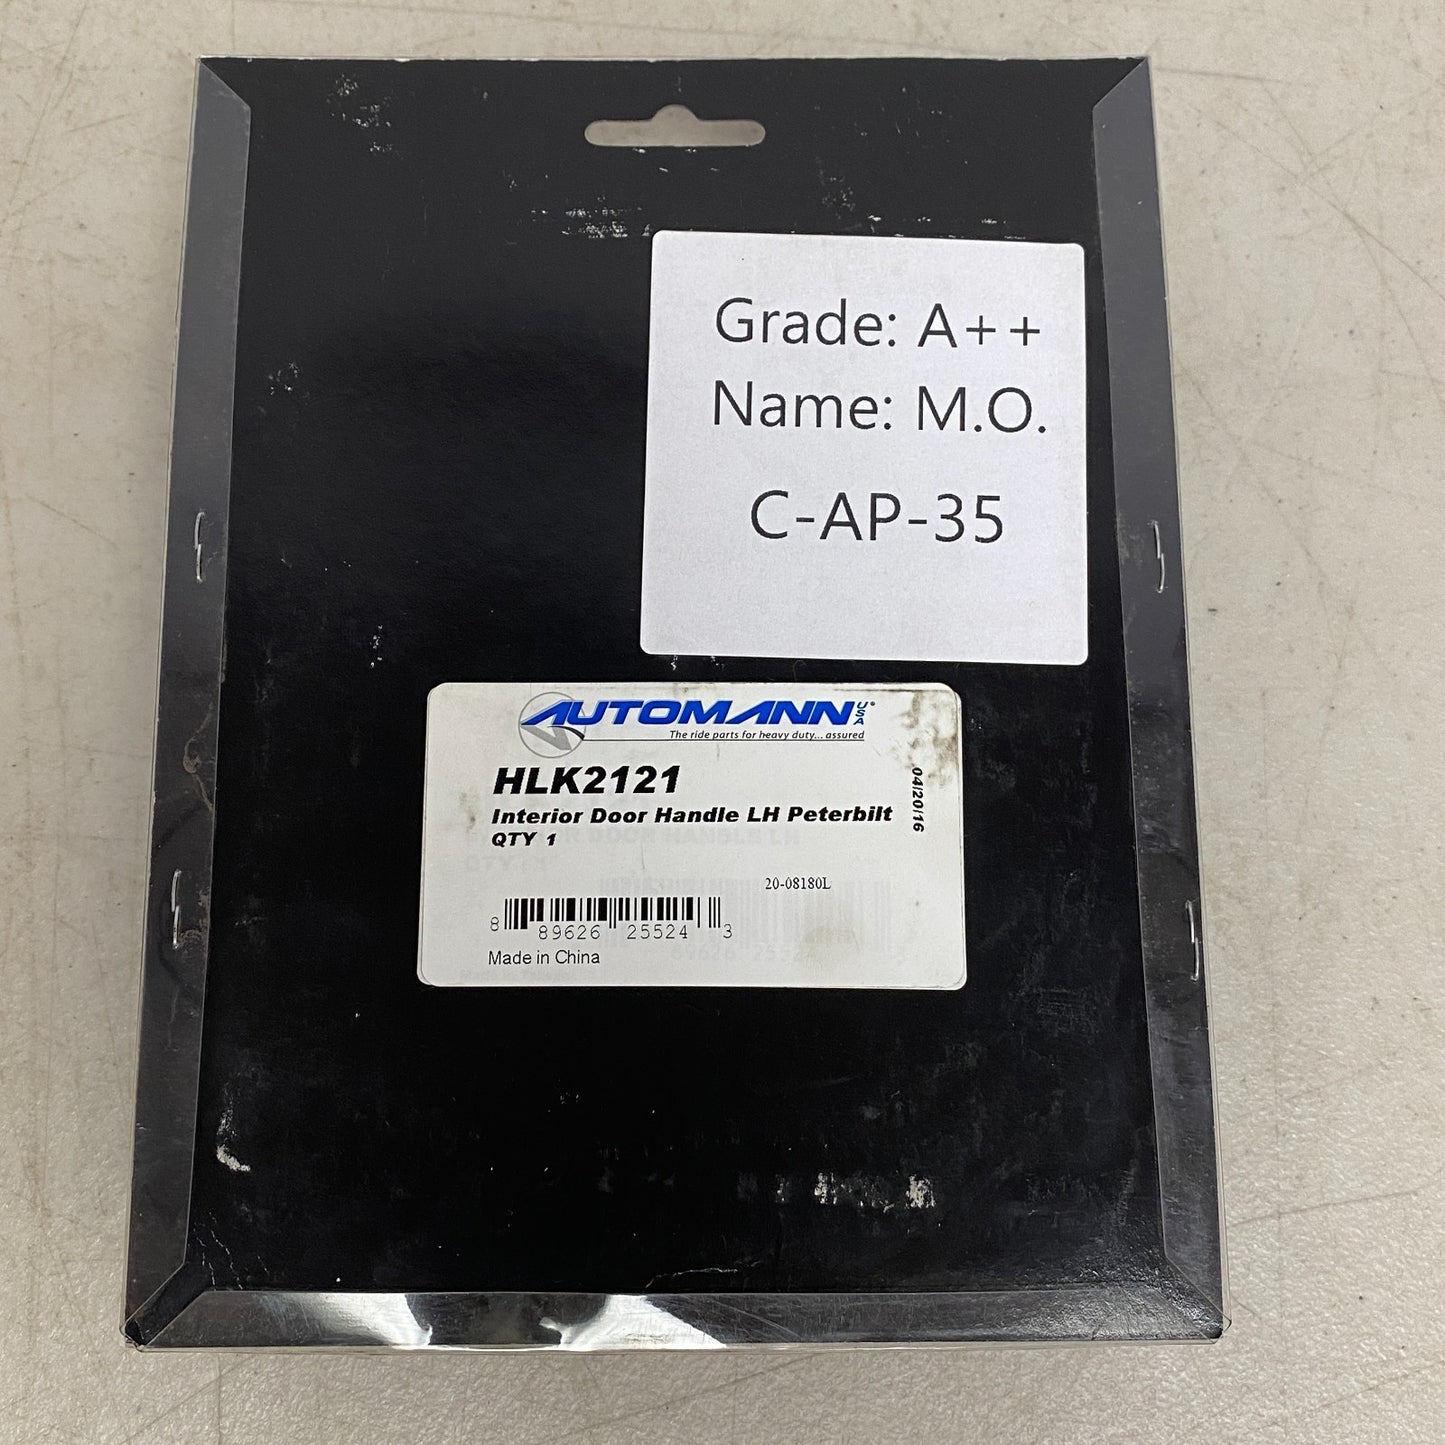 Grade: A++
Name: M.O.
C-AP-35
AUTOMANN USA®
The ride parts for heavy duty... assured
HLK2121
Interior Door Handle LH Peterbilt
QTY 1
04/20/16
20-08180L
8 89626 25524 3
Made in China